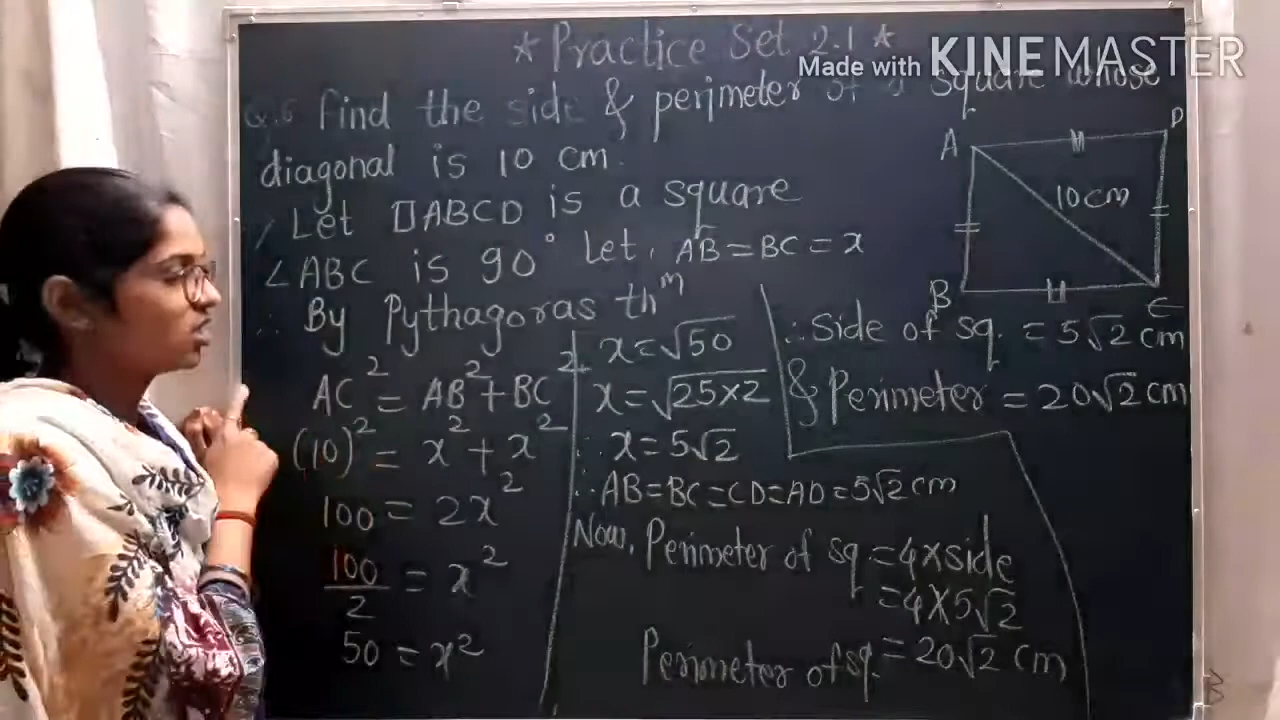 * Practice Set 2.1 *
Made with KINEMASTER
Q.6 find the side & perimeter of a square whose
diagonal is 10 cm.
Let □ABCD is a square
∠ABC is 90° Let, AB = BC = x
∴ By Pythagoras thᵐ
AC² = AB² + BC²
(10)² = x² + x²
100 = 2x²
100/2 = x²
50 = x²
x = √50
x = √25×2
∴ x = 5√2
∴ AB = BC = CD = AD = 5√2 cm
Now, Perimeter of sq = 4×side
= 4×5√2
Perimeter of sq. = 20√2 cm
∴ Side of sq. = 5√2 cm
& Perimeter = 20√2 cm
A D
10 cm
B C